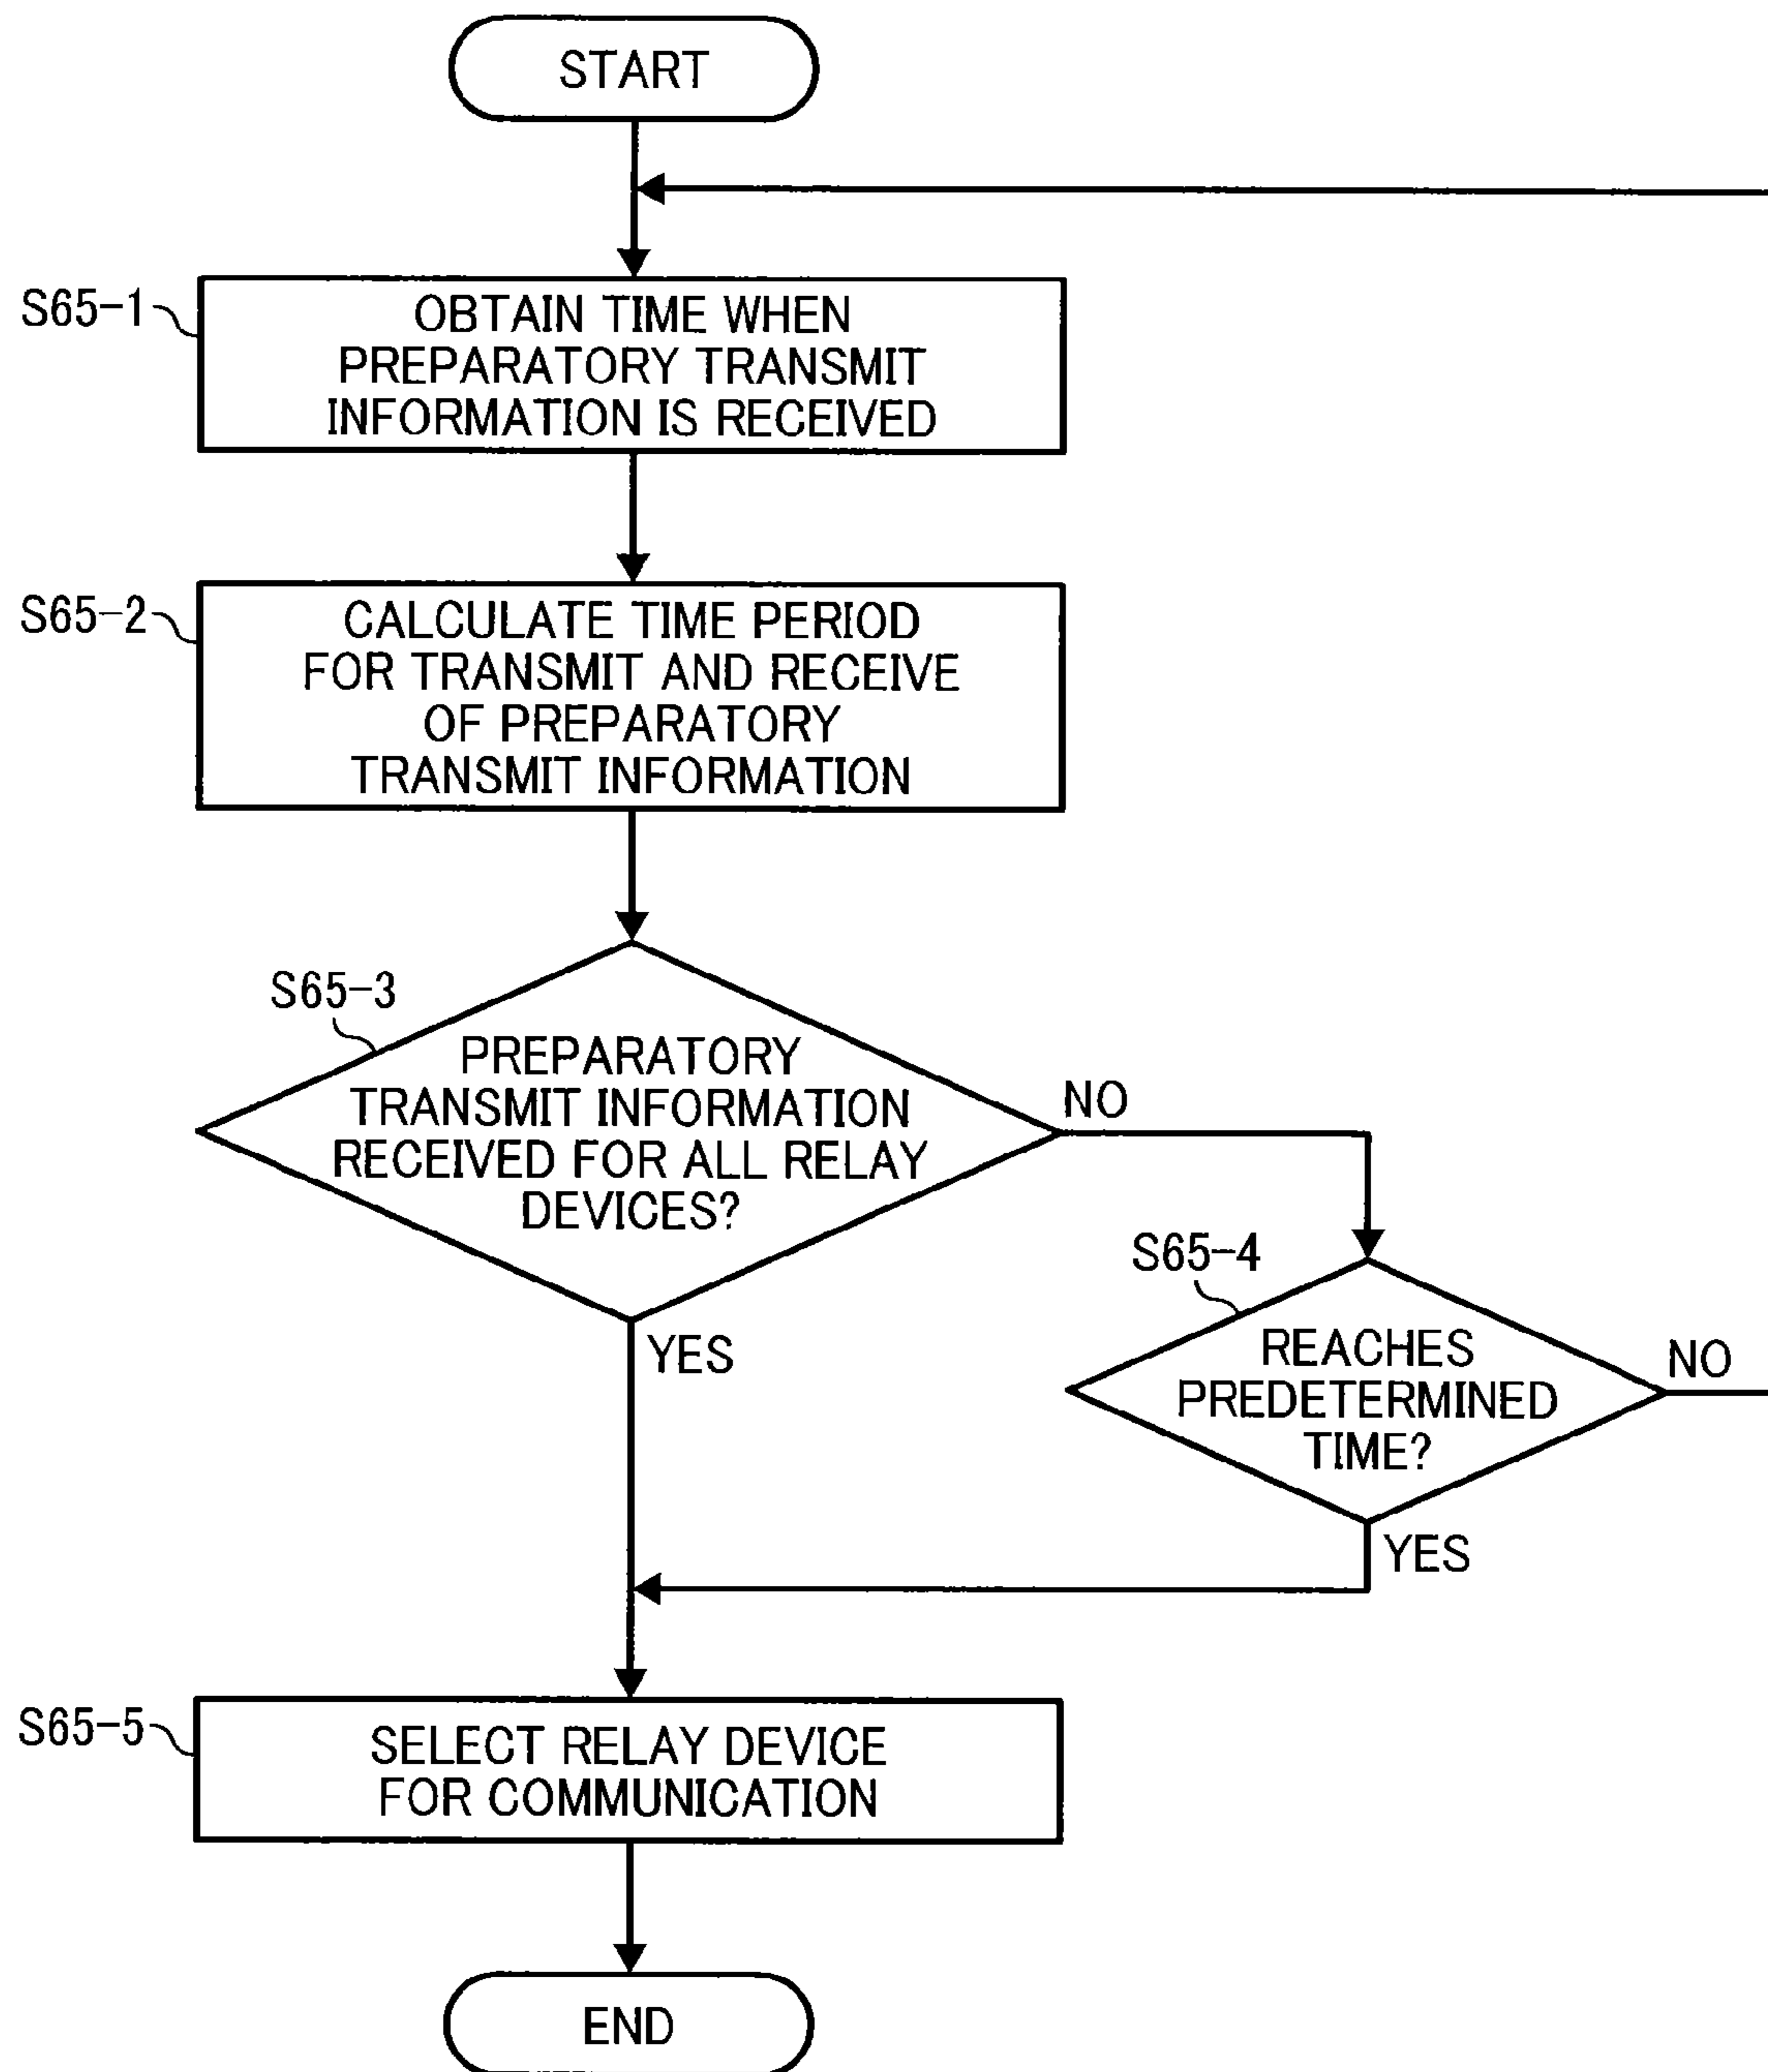 START
S65-1
OBTAIN TIME WHEN
PREPARATORY TRANSMIT
INFORMATION IS RECEIVED
S65-2
CALCULATE TIME PERIOD
FOR TRANSMIT AND RECEIVE
OF PREPARATORY
TRANSMIT INFORMATION
S65-3
PREPARATORY
TRANSMIT INFORMATION
RECEIVED FOR ALL RELAY
DEVICES?
NO
YES
S65-4
REACHES
PREDETERMINED
TIME?
NO
YES
S65-5
SELECT RELAY DEVICE
FOR COMMUNICATION
END